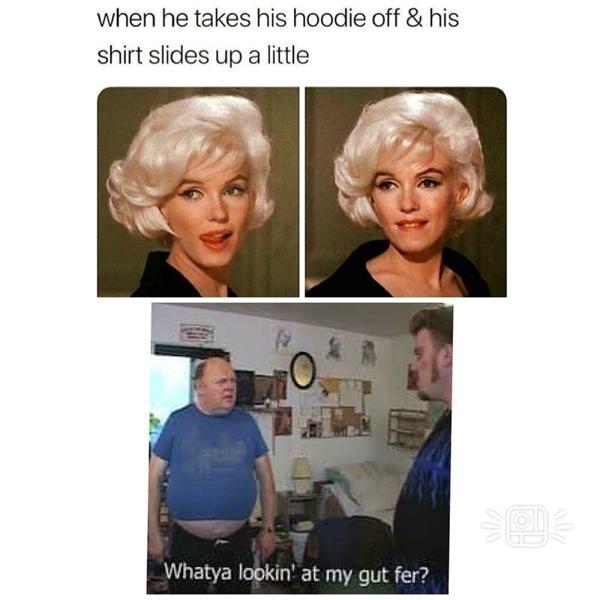 when he takes his hoodie off & his
shirt slides up a little
Whatya lookin' at my gut fer?